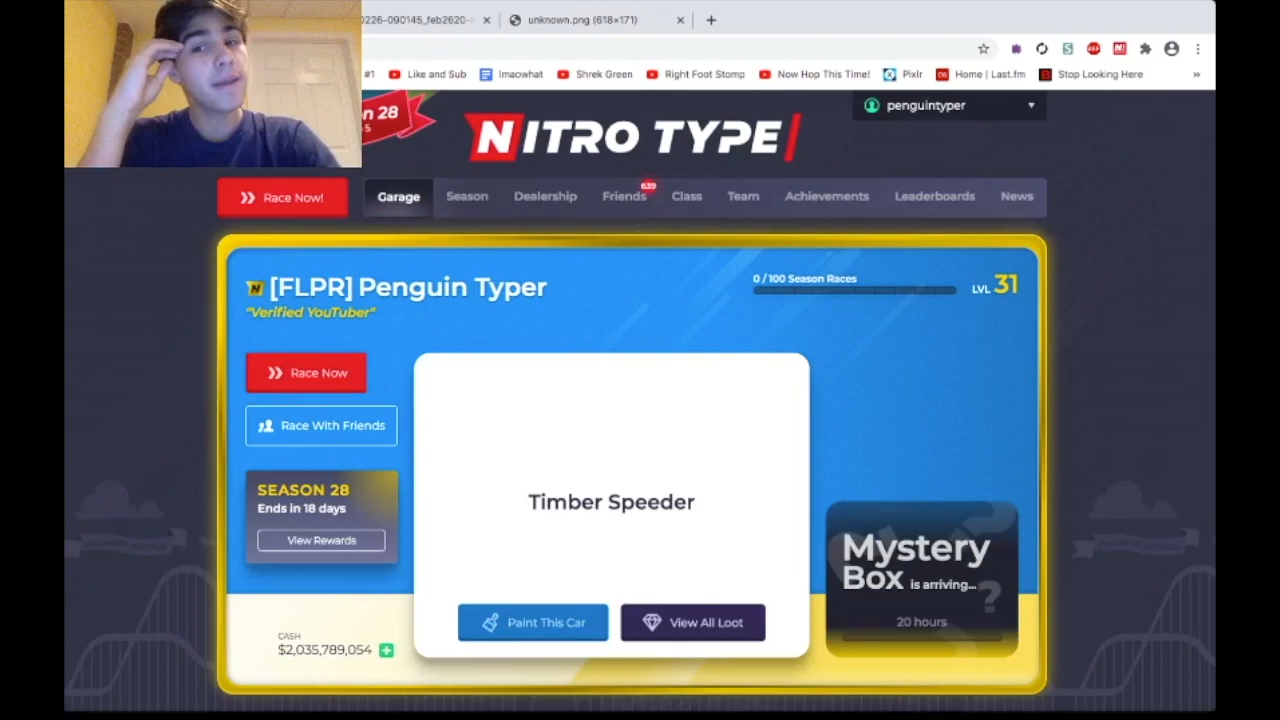 0226-090145_feb2620-
unknown.png (618×171)
#1
Like and Sub
lmaowhat
Shrek Green
Right Foot Stomp
Now Hop This Time!
Pixlr
Home | Last.fm
Stop Looking Here
»
n 28
penguintyper
NITRO TYPE
Race Now!
Garage
Season
Dealership
Friends
639
Class
Team
Achievements
Leaderboards
News
N [FLPR] Penguin Typer
"Verified YouTuber"
0 / 100 Season Races
LVL 31
Race Now
Race With Friends
SEASON 28
Ends in 18 days
View Rewards
Timber Speeder
Paint This Car
View All Loot
Mystery
Box is arriving...
?
20 hours
CASH
$2,035,789,054